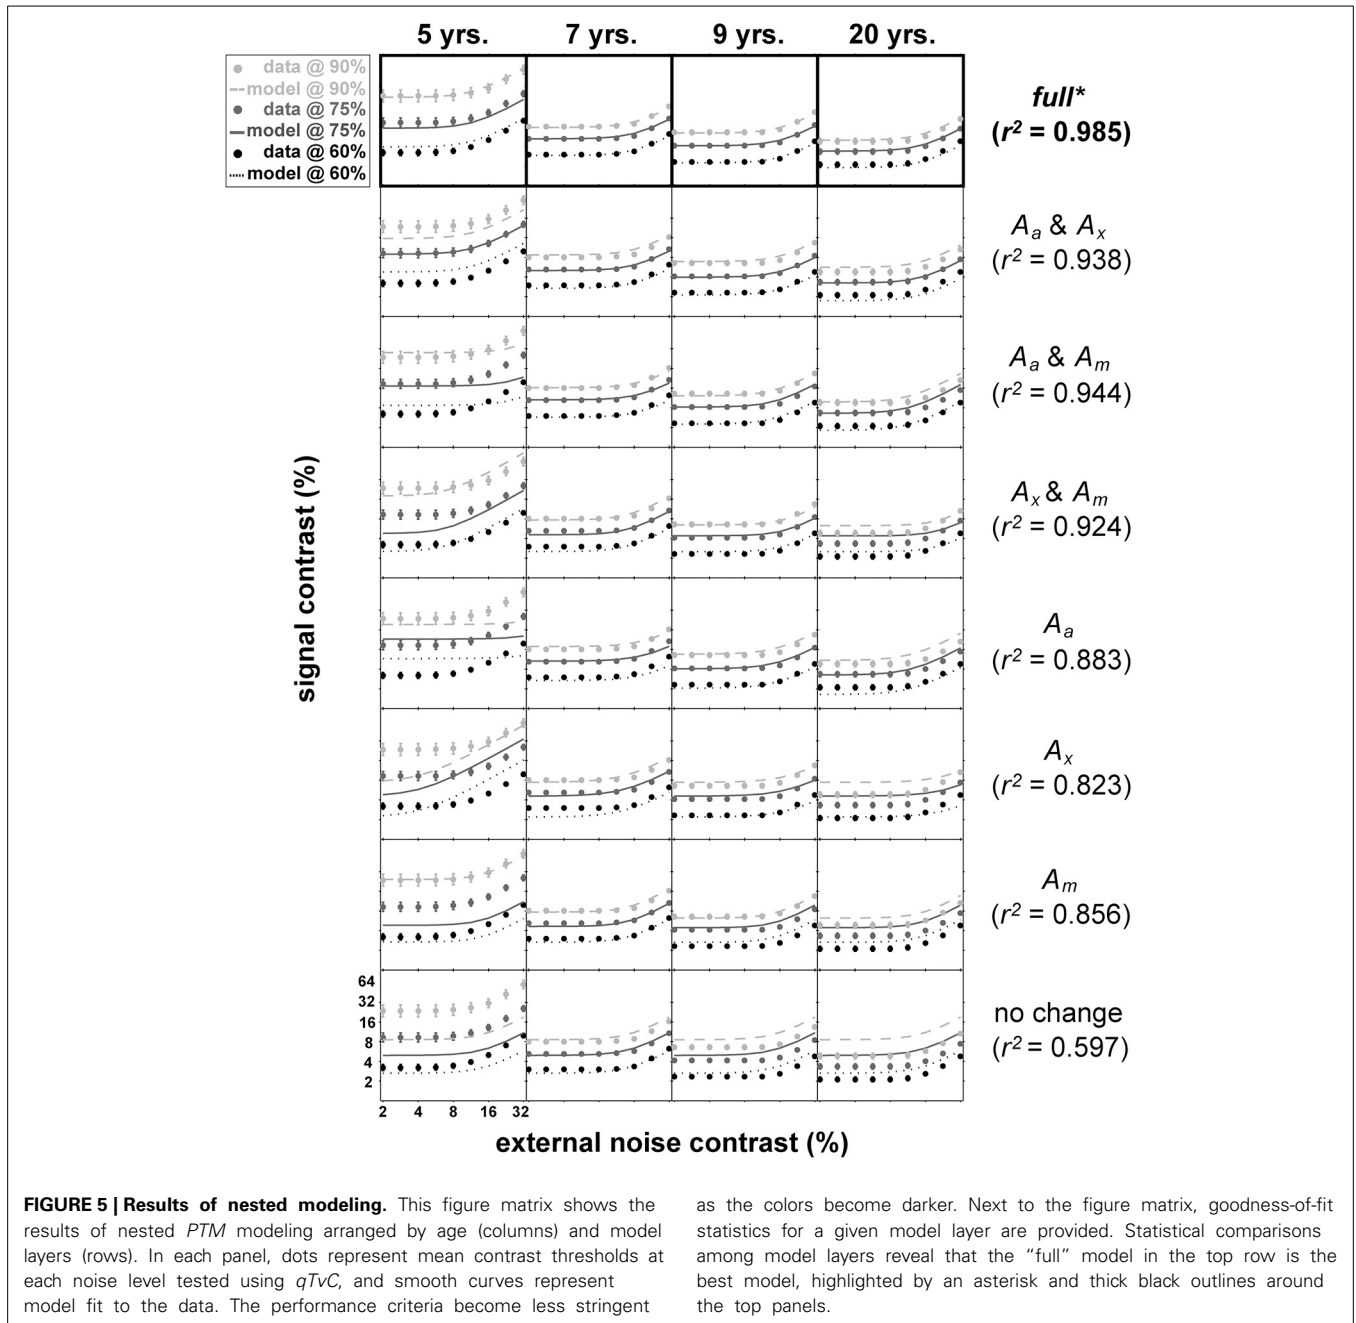 5 yrs. 7 yrs. 9 yrs. 20 yrs.
data @ 90%
model @ 90%
data @ 75%
model @ 75%
data @ 60%
model @ 60%
full*
(r² = 0.985)
Aa & Ax
(r² = 0.938)
Aa & Am
(r² = 0.944)
Ax & Am
(r² = 0.924)
Aa
(r² = 0.883)
Ax
(r² = 0.823)
Am
(r² = 0.856)
no change
(r² = 0.597)
signal contrast (%)
64
32
16
8
4
2
2 4 8 16 32
external noise contrast (%)
FIGURE 5 | Results of nested modeling. This figure matrix shows the
results of nested PTM modeling arranged by age (columns) and model
layers (rows). In each panel, dots represent mean contrast thresholds at
each noise level tested using qTvC, and smooth curves represent
model fit to the data. The performance criteria become less stringent
as the colors become darker. Next to the figure matrix, goodness-of-fit
statistics for a given model layer are provided. Statistical comparisons
among model layers reveal that the “full” model in the top row is the
best model, highlighted by an asterisk and thick black outlines around
the top panels.